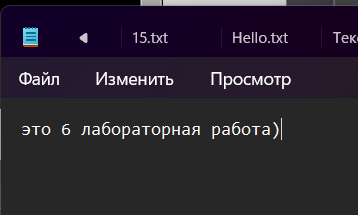 15.txt Hello.txt Тек
Файл Изменить Просмотр
это 6 лабораторная работа)